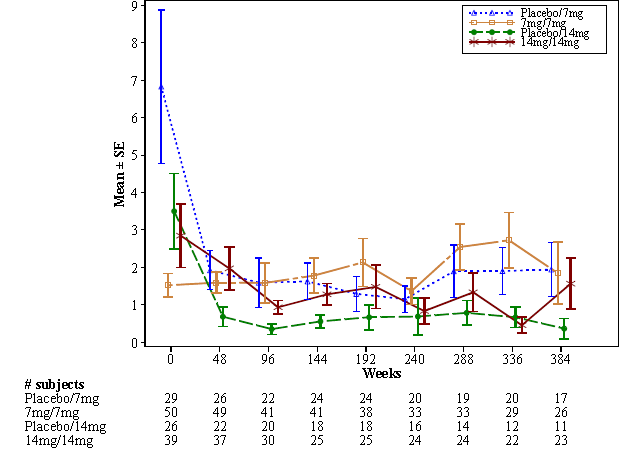 Placebo/7mg
7mg/7mg
Placebo/14mg
14mg/14mg
9
8
7
6
5
4
3
2
1
0
Mean ± SE
0 48 96 144 192 240 288 336 384
Weeks
# subjects
Placebo/7mg 29 26 22 24 24 20 19 20 17
7mg/7mg 50 49 41 41 38 33 33 29 26
Placebo/14mg 26 22 20 18 18 16 14 12 11
14mg/14mg 39 37 30 25 25 24 24 22 23